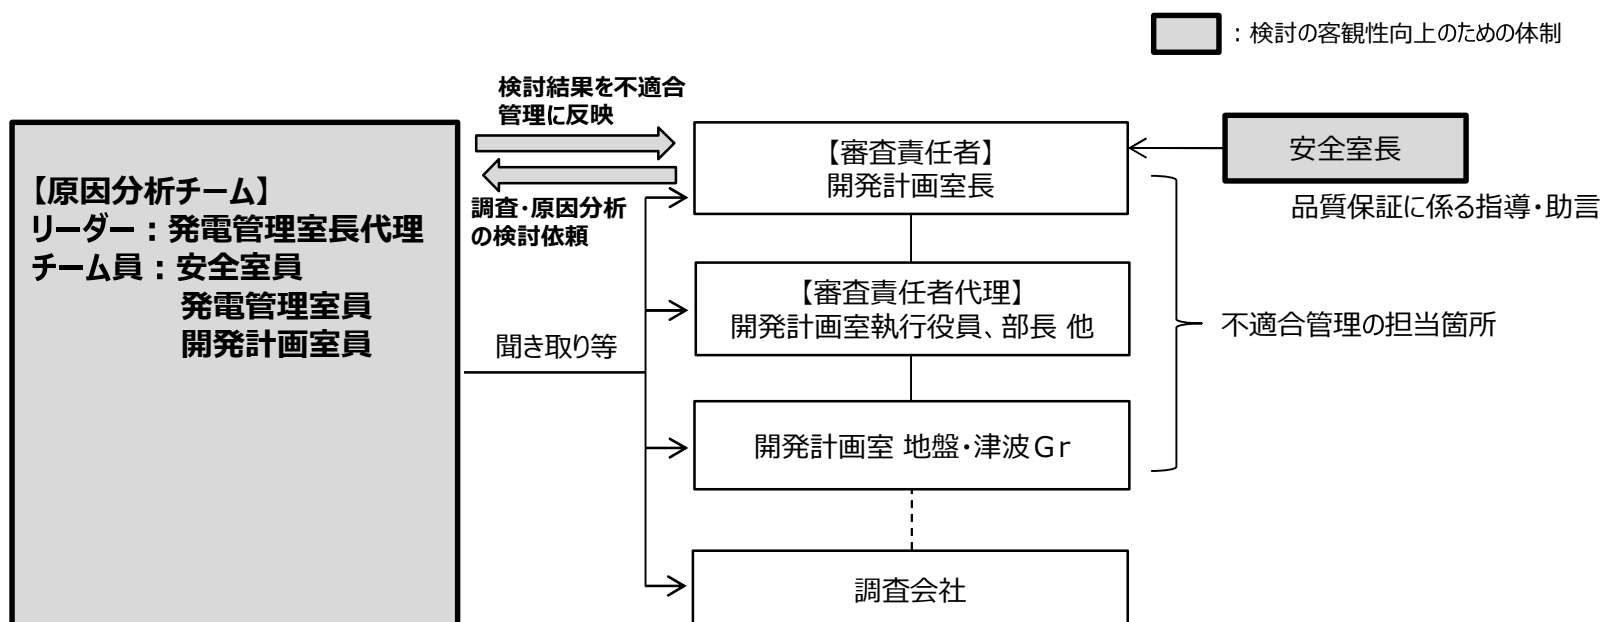 ：検討の客観性向上のための体制
検討結果を不適合
管理に反映
【原因分析チーム】
リーダー：発電管理室長代理
チーム員：安全室員
発電管理室員
開発計画室員
調査・原因分析
の検討依頼
聞き取り等
【審査責任者】
開発計画室長
【審査責任者代理】
開発計画室執行役員、部長 他
開発計画室 地盤・津波Ｇｒ
調査会社
安全室長
品質保証に係る指導・助言
不適合管理の担当箇所